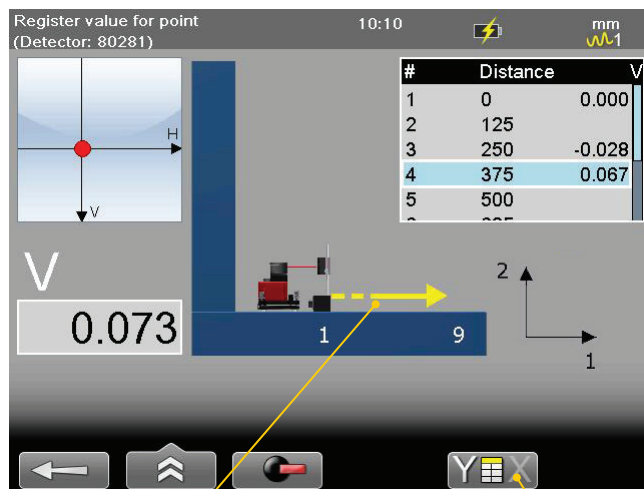 Register value for point 10:10 mm
(Detector: 80281) 1
# Distance V
1 0 0.000
2 125
3 250 -0.028
4 375 0.067
5 500
H
V
V
0.073
1 9
2
1
Y X